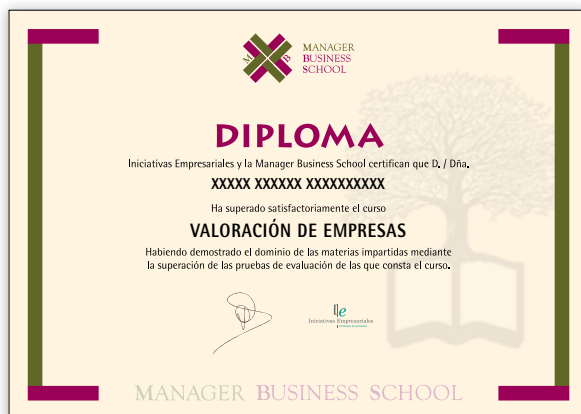 M B
MANAGER
BUSINESS
SCHOOL
DIPLOMA
Iniciativas Empresariales y la Manager Business School certifican que D. / Dña.
XXXXX XXXXXX XXXXXXXXXX
Ha superado satisfactoriamente el curso
VALORACIÓN DE EMPRESAS
Habiendo demostrado el dominio de las materias impartidas mediante
la superación de las pruebas de evaluación de las que consta el curso.
Ie
Iniciativas Empresariales
MANAGER BUSINESS SCHOOL